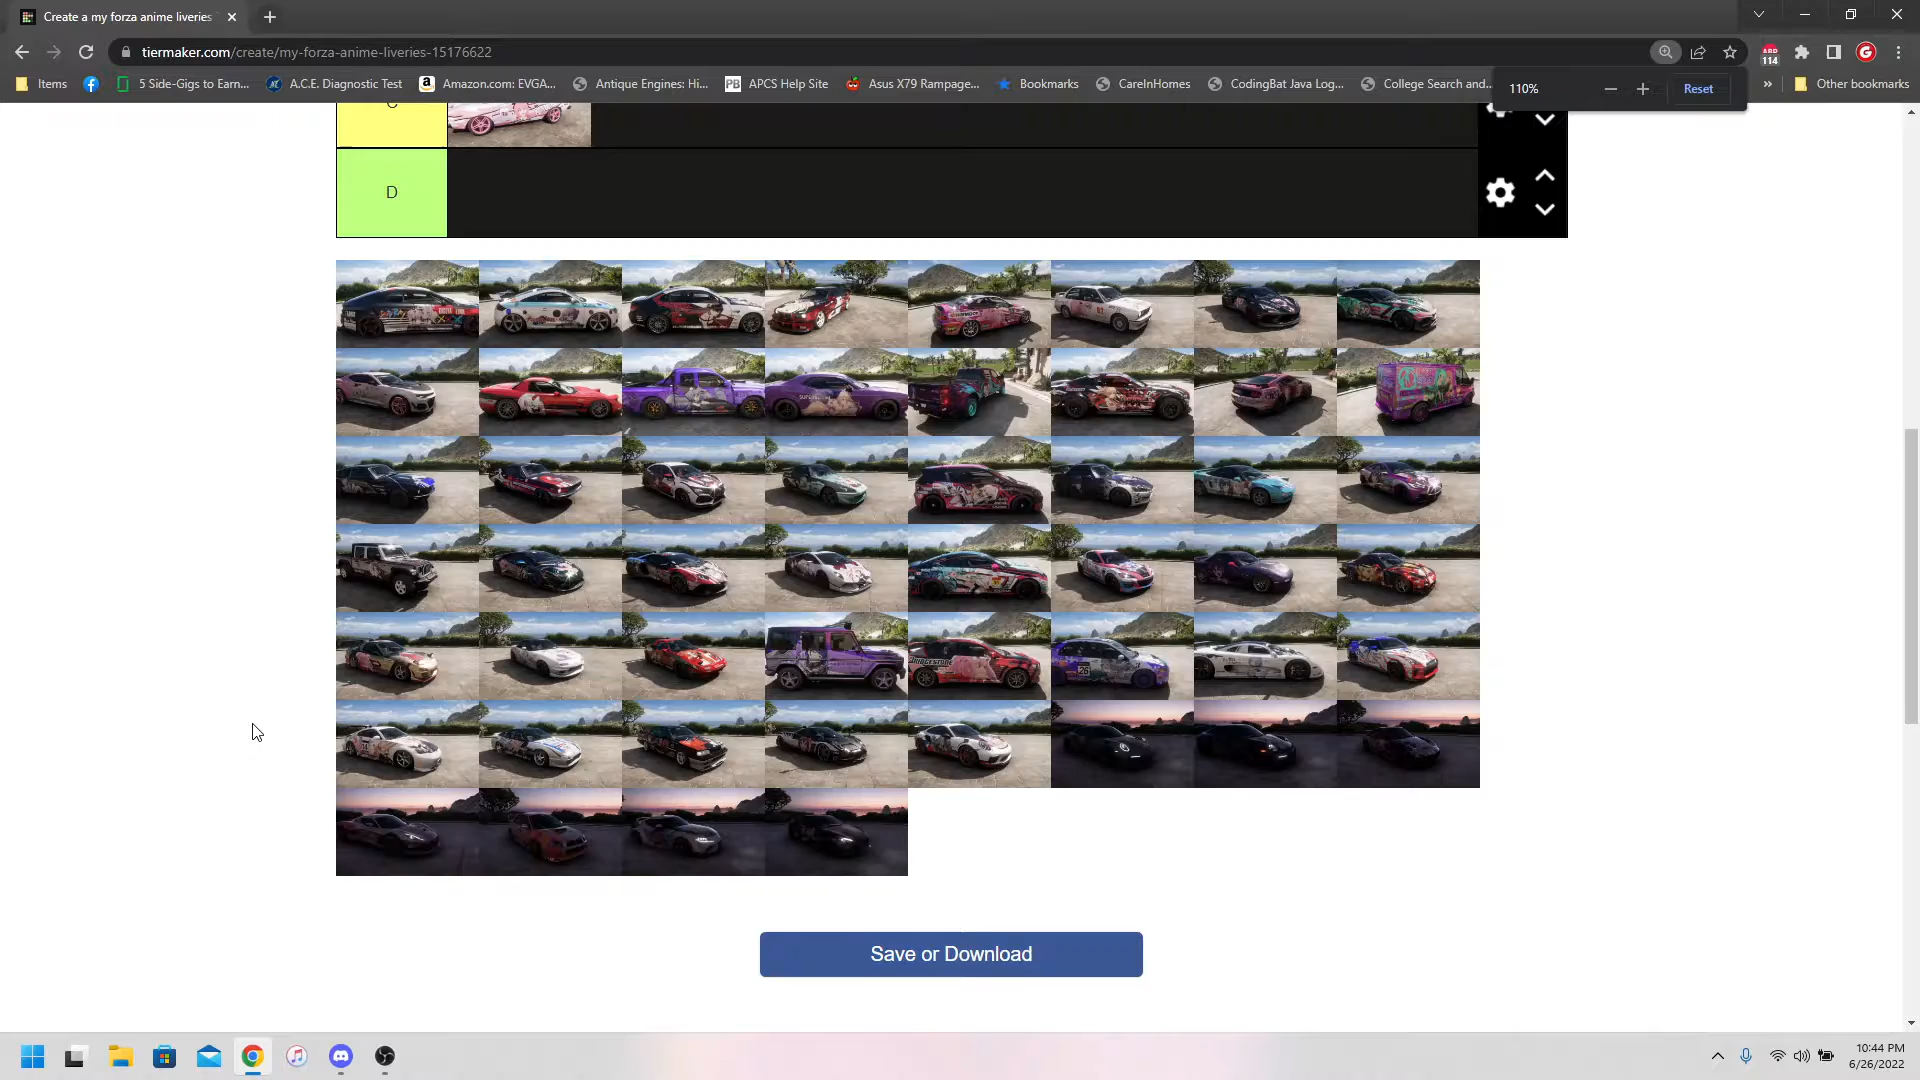 Create a my forza anime liveries
tiermaker.com/create/my-forza-anime-liveries-15176622
114
G
Items
5 Side-Gigs to Earn...
A.C.E. Diagnostic Test
Amazon.com: EVGA...
Antique Engines: Hi...
PB APCS Help Site
Asus X79 Rampage...
Bookmarks
CareInHomes
CodingBat Java Log...
College Search and...
»
Other bookmarks
110%
Reset
C
D
Save or Download
10:44 PM
6/26/2022